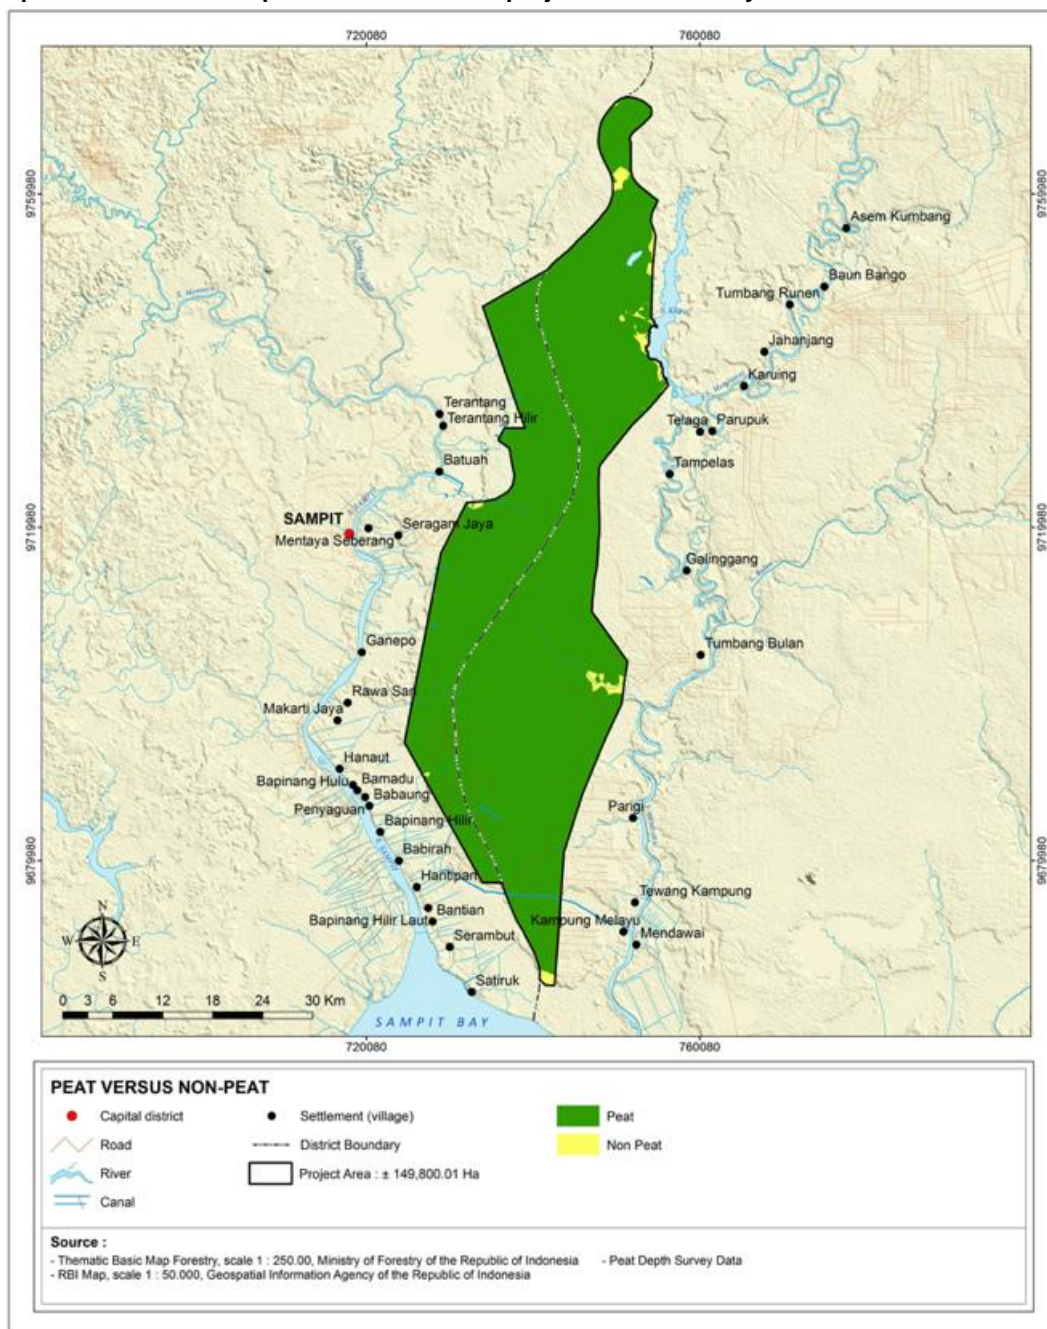 720080
760080
9759980
9759980
Asem Kumbang
Baun Bango
Tumbang Runen
Jahanjang
Karuing
Terantang
Terantang Hilir
Telaga
Parupuk
Batuah
Tampelas
SAMPIT
Seragam Jaya
Mentaya Seberang
9719980
9719980
Galinggang
Ganepo
Tumbang Bulan
Rawa Sari
Makarti Jaya
Hanaut
Bapinang Hulu
Bamadu
Babaung
Penyaguan
Parigi
Bapinang Hilir
Babirah
9679980
9679980
Hantipan
Tewang Kampung
Bantian
Bapinang Hilir Laut
Kampung Melayu
Mendawai
Serambut
Satiruk
N
W
E
S
0 3 6 12 18 24 30 Km
SAMPIT BAY
720080
760080
PEAT VERSUS NON-PEAT
Capital district
Settlement (village)
Peat
Road
District Boundary
Non Peat
River
Project Area : ± 149,800.01 Ha
Canal
Source :
- Thematic Basic Map Forestry, scale 1 : 250.00, Ministry of Forestry of the Republic of Indonesia
- Peat Depth Survey Data
- RBI Map, scale 1 : 50.000, Geospatial Information Agency of the Republic of Indonesia